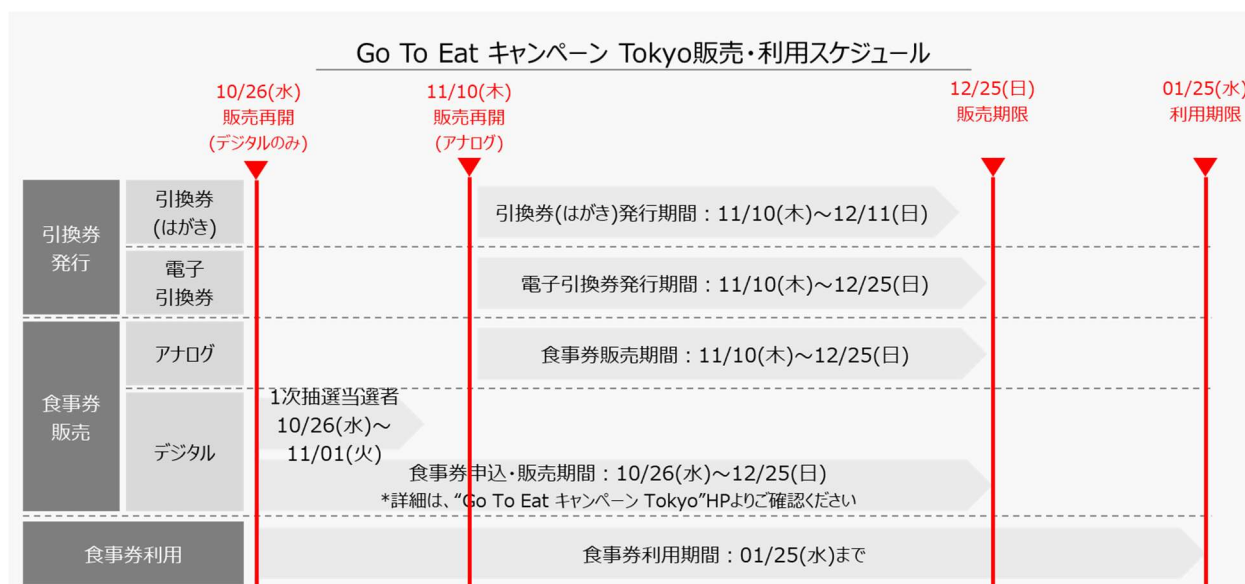 Go To Eat キャンペーン Tokyo販売・利用スケジュール
10/26(水)
販売再開
(デジタルのみ)
11/10(木)
販売再開
(アナログ)
12/25(日)
販売期限
01/25(水)
利用期限
引換券
発行
引換券
(はがき)
引換券(はがき)発行期間：11/10(木)～12/11(日)
電子
引換券
電子引換券発行期間：11/10(木)～12/25(日)
食事券
販売
アナログ
食事券販売期間：11/10(木)～12/25(日)
デジタル
1次抽選当選者
10/26(水)～
11/01(火)
食事券申込・販売期間：10/26(水)～12/25(日)
*詳細は、“Go To Eat キャンペーン Tokyo”HPよりご確認ください
食事券利用
食事券利用期間：01/25(水)まで